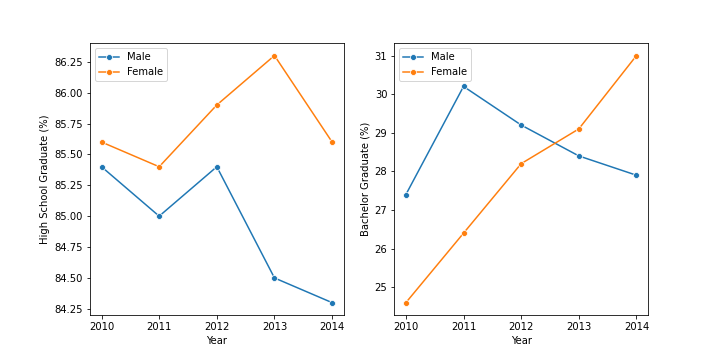 Male
Female
High School Graduate (%)
86.25
86.00
85.75
85.50
85.25
85.00
84.75
84.50
84.25
2010 2011 2012 2013 2014
Year
Male
Female
Bachelor Graduate (%)
31
30
29
28
27
26
25
2010 2011 2012 2013 2014
Year